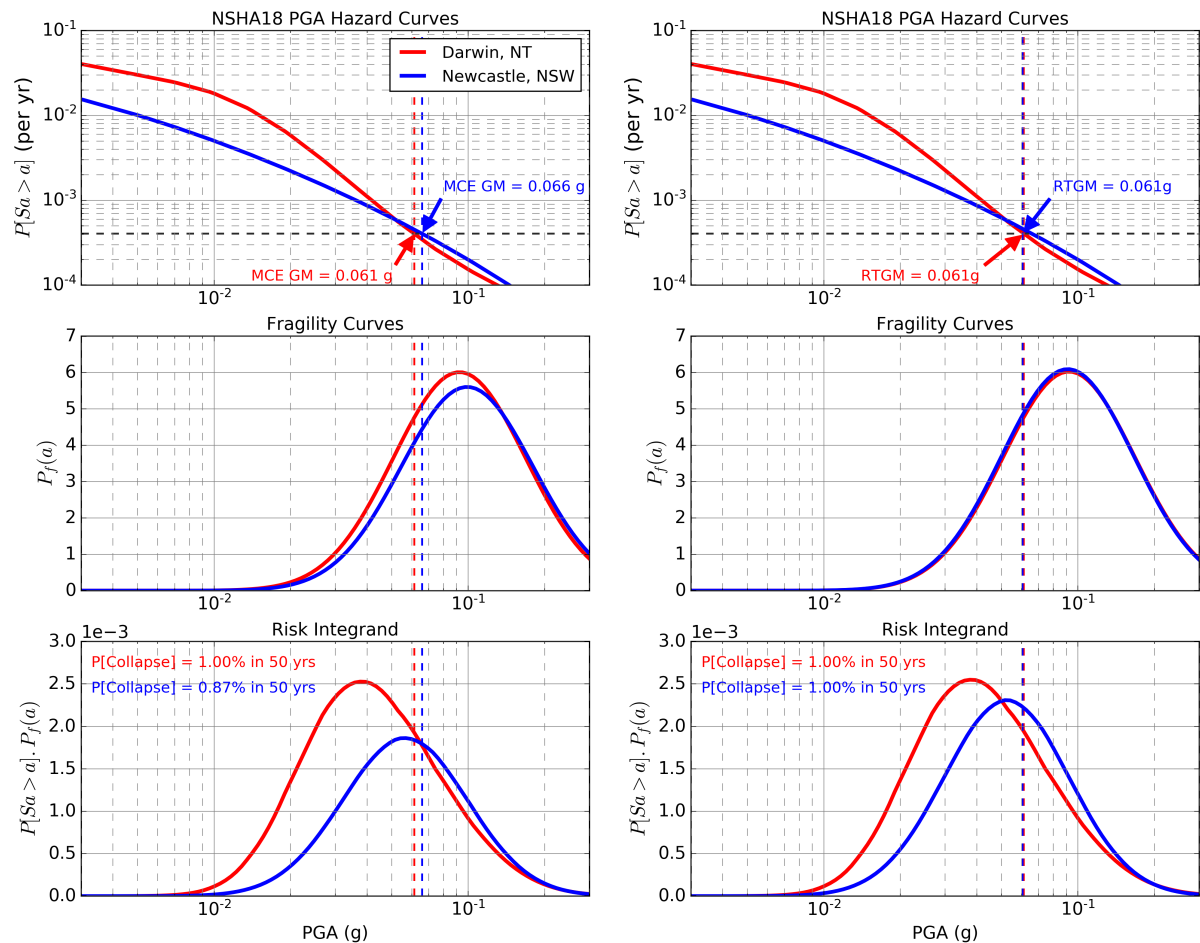 NSHA18 PGA Hazard Curves
10-1
10-2
10-3
10-4
P[Sa > a] (per yr)
Darwin, NT
Newcastle, NSW
MCE GM = 0.066 g
MCE GM = 0.061 g
10-2
10-1
NSHA18 PGA Hazard Curves
10-1
10-2
10-3
10-4
P[Sa > a] (per yr)
RTGM = 0.061g
RTGM = 0.061g
10-2
10-1
Fragility Curves
7
6
5
4
3
2
1
0
Pf(a)
10-2
10-1
Fragility Curves
7
6
5
4
3
2
1
0
Pf(a)
10-2
10-1
Risk Integrand
1e−3
3.0
2.5
2.0
1.5
1.0
0.5
0.0
P[Sa > a]. Pf(a)
P[Collapse] = 1.00% in 50 yrs
P[Collapse] = 0.87% in 50 yrs
10-2
10-1
PGA (g)
Risk Integrand
1e−3
3.0
2.5
2.0
1.5
1.0
0.5
0.0
P[Sa > a]. Pf(a)
P[Collapse] = 1.00% in 50 yrs
P[Collapse] = 1.00% in 50 yrs
10-2
10-1
PGA (g)